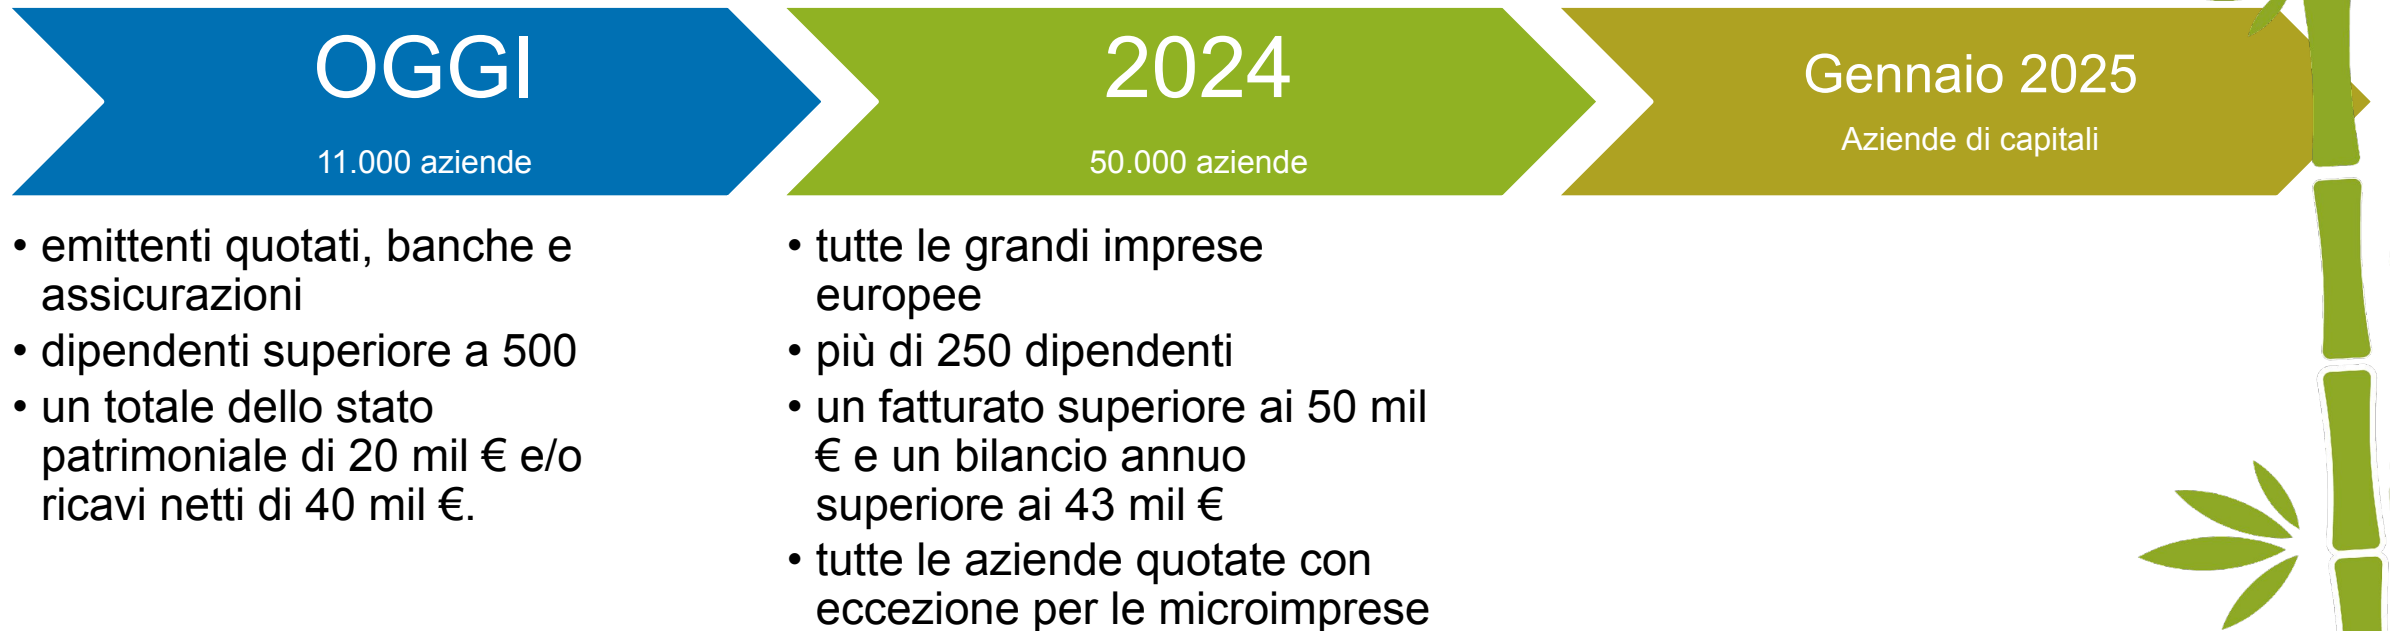 OGGI
11.000 aziende
• emittenti quotati, banche e
assicurazioni
• dipendenti superiore a 500
• un totale dello stato
patrimoniale di 20 mil € e/o
ricavi netti di 40 mil €.
2024
50.000 aziende
• tutte le grandi imprese
europee
• più di 250 dipendenti
• un fatturato superiore ai 50 mil
€ e un bilancio annuo
superiore ai 43 mil €
• tutte le aziende quotate con
eccezione per le microimprese
Gennaio 2025
Aziende di capitali